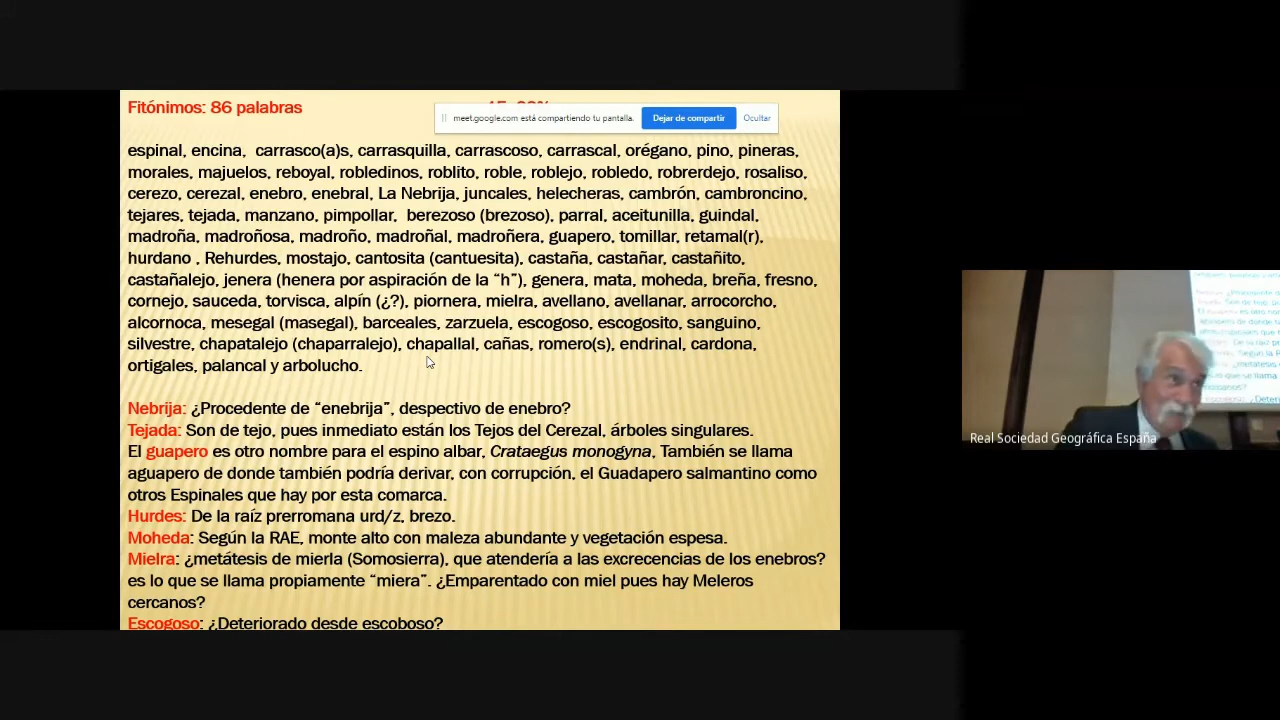 Fitónimos: 86 palabras
meet.google.com está compartiendo tu pantalla.
Dejar de compartir
Ocultar
espinal, encina, carrasco(a)s, carrasquilla, carrascoso, carrascal, orégano, pino, pineras,
morales, majuelos, reboyal, robledinos, roblito, roble, roblejo, robledo, robrerdejo, rosaliso,
cerezo, cerezal, enebro, enebral, La Nebrija, juncales, helecheras, cambrón, cambroncino,
tejares, tejada, manzano, pimpollar, berezoso (brezoso), parral, aceitunilla, guindal,
madroña, madroñosa, madroño, madroñal, madroñera, guapero, tomillar, retamal(r),
hurdano , Rehurdes, mostajo, cantosita (cantuesita), castaña, castañar, castañito,
castañalejo, jenera (henera por aspiración de la “h”), genera, mata, moheda, breña, fresno,
cornejo, sauceda, torvisca, alpín (¿?), piornera, mielra, avellano, avellanar, arrocorcho,
alcornoca, mesegal (masegal), barceales, zarzuela, escogoso, escogosito, sanguino,
silvestre, chapatalejo (chaparralejo), chapallal, cañas, romero(s), endrinal, cardona,
ortigales, palancal y arbolucho.
Nebrija: ¿Procedente de “enebrija”, despectivo de enebro?
Tejada: Son de tejo, pues inmediato están los Tejos del Cerezal, árboles singulares.
El guapero es otro nombre para el espino albar, Crataegus monogyna, También se llama
aguapero de donde también podría derivar, con corrupción, el Guadapero salmantino como
otros Espinales que hay por esta comarca.
Hurdes: De la raíz prerromana urd/z, brezo.
Moheda: Según la RAE, monte alto con maleza abundante y vegetación espesa.
Mielra: ¿metátesis de mierla (Somosierra), que atendería a las excrecencias de los enebros?
es lo que se llama propiamente “miera”. ¿Emparentado con miel pues hay Meleros
cercanos?
Escogoso: ¿Deteriorado desde escoboso?
Real Sociedad Geográfica España